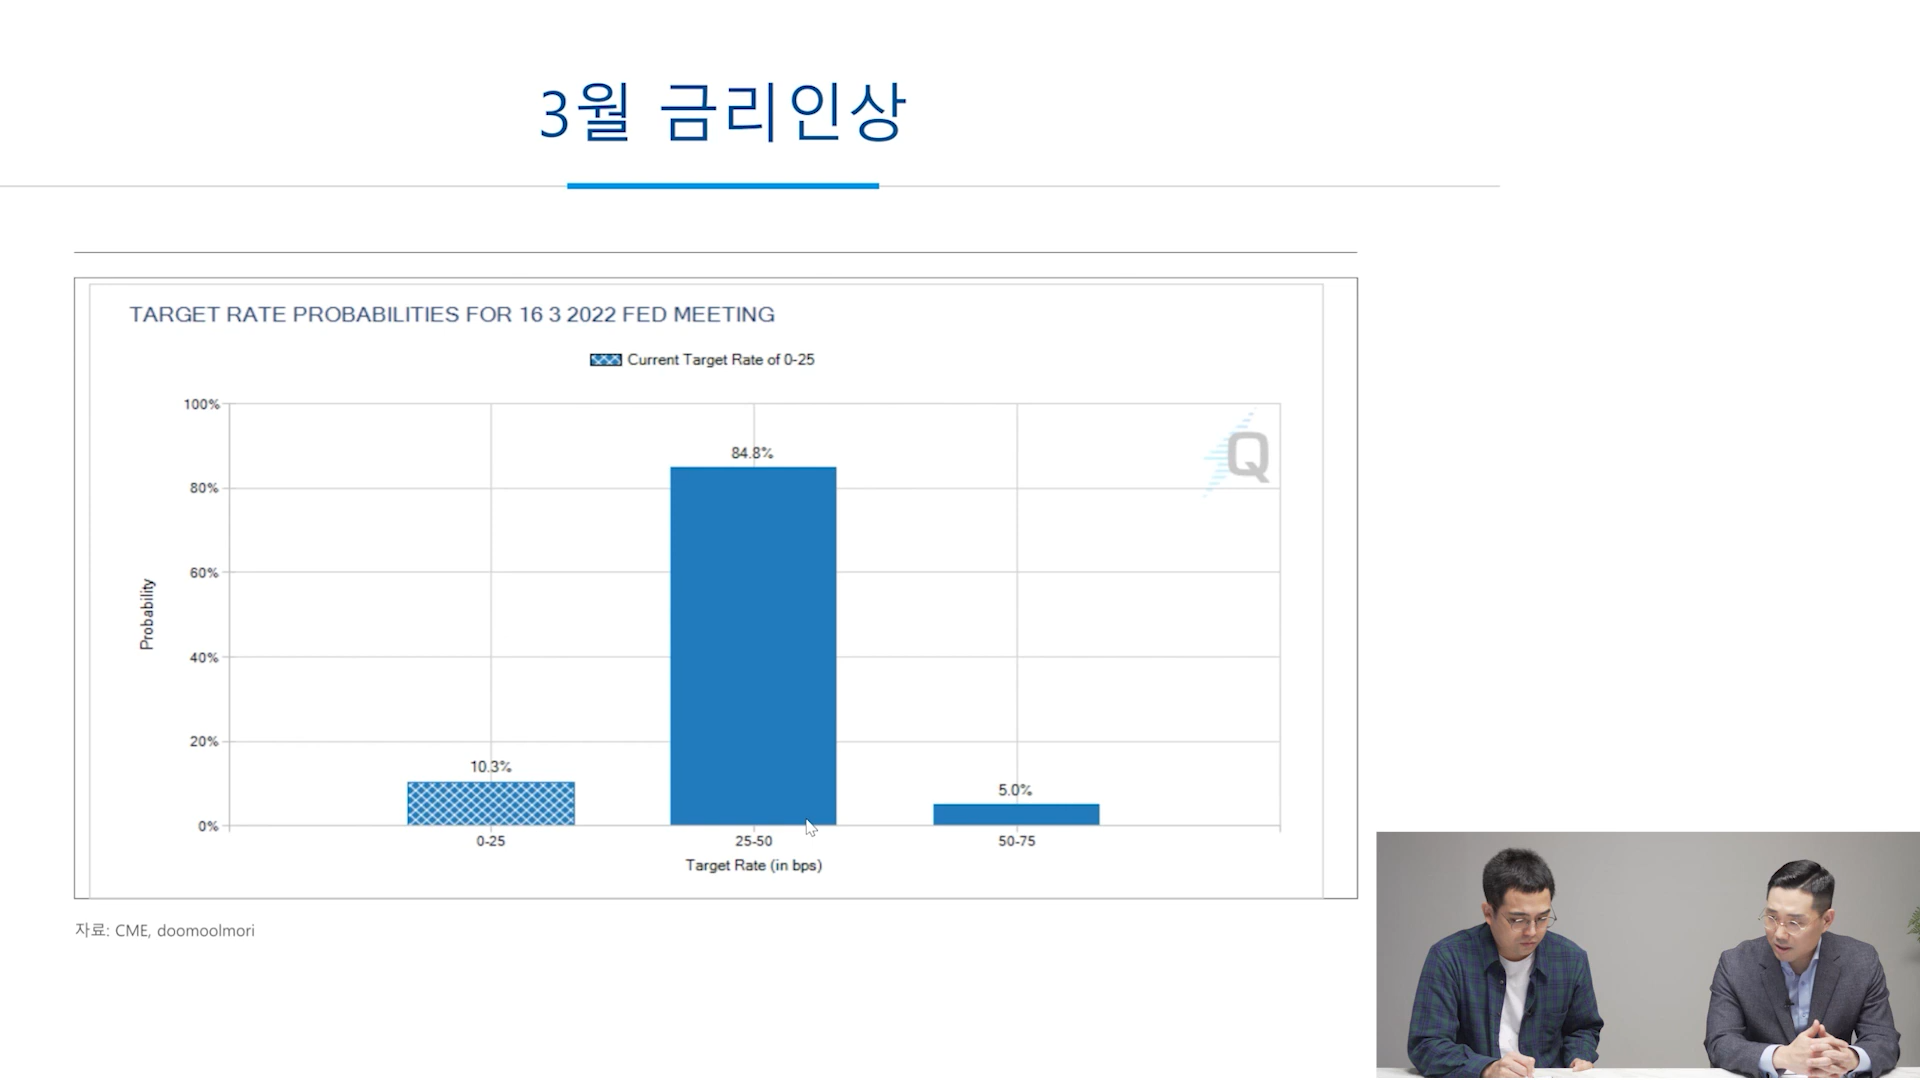 3월 금리인상
TARGET RATE PROBABILITIES FOR 16 3 2022 FED MEETING
Current Target Rate of 0-25
100%
80%
60%
40%
20%
0%
Probability
84.8%
10.3%
5.0%
Q
0-25
25-50
50-75
Target Rate (in bps)
자료: CME, doomoolmori